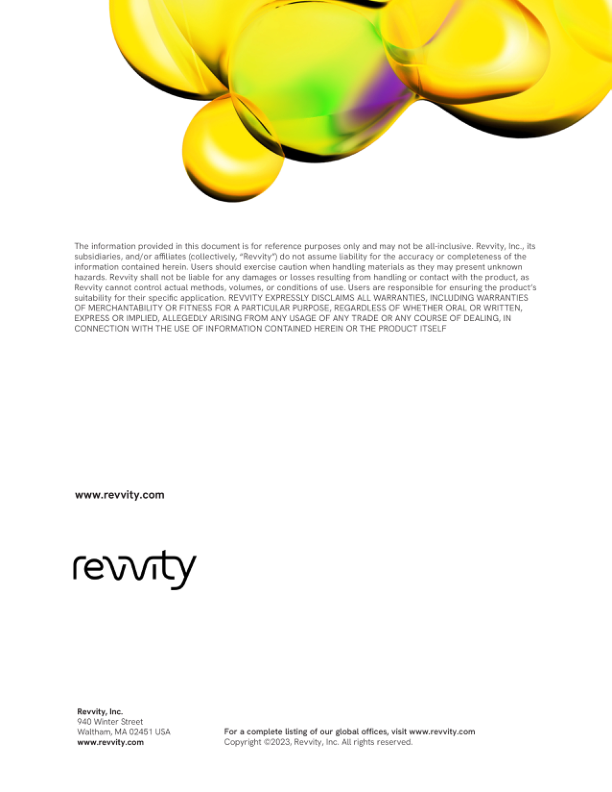 The information provided in this document is for reference purposes only and may not be all-inclusive. Revvity, Inc., its
subsidiaries, and/or affiliates (collectively, “Revvity”) do not assume liability for the accuracy or completeness of the
information contained herein. Users should exercise caution when handling materials as they may present unknown
hazards. Revvity shall not be liable for any damages or losses resulting from handling or contact with the product, as
Revvity cannot control actual methods, volumes, or conditions of use. Users are responsible for ensuring the product’s
suitability for their specific application. REVVITY EXPRESSLY DISCLAIMS ALL WARRANTIES, INCLUDING WARRANTIES
OF MERCHANTABILITY OR FITNESS FOR A PARTICULAR PURPOSE, REGARDLESS OF WHETHER ORAL OR WRITTEN,
EXPRESS OR IMPLIED, ALLEGEDLY ARISING FROM ANY USAGE OF ANY TRADE OR ANY COURSE OF DEALING, IN
CONNECTION WITH THE USE OF INFORMATION CONTAINED HEREIN OR THE PRODUCT ITSELF
www.revvity.com
revvity
Revvity, Inc.
940 Winter Street
Waltham, MA 02451 USA
www.revvity.com
For a complete listing of our global offices, visit www.revvity.com
Copyright ©2023, Revvity, Inc. All rights reserved.